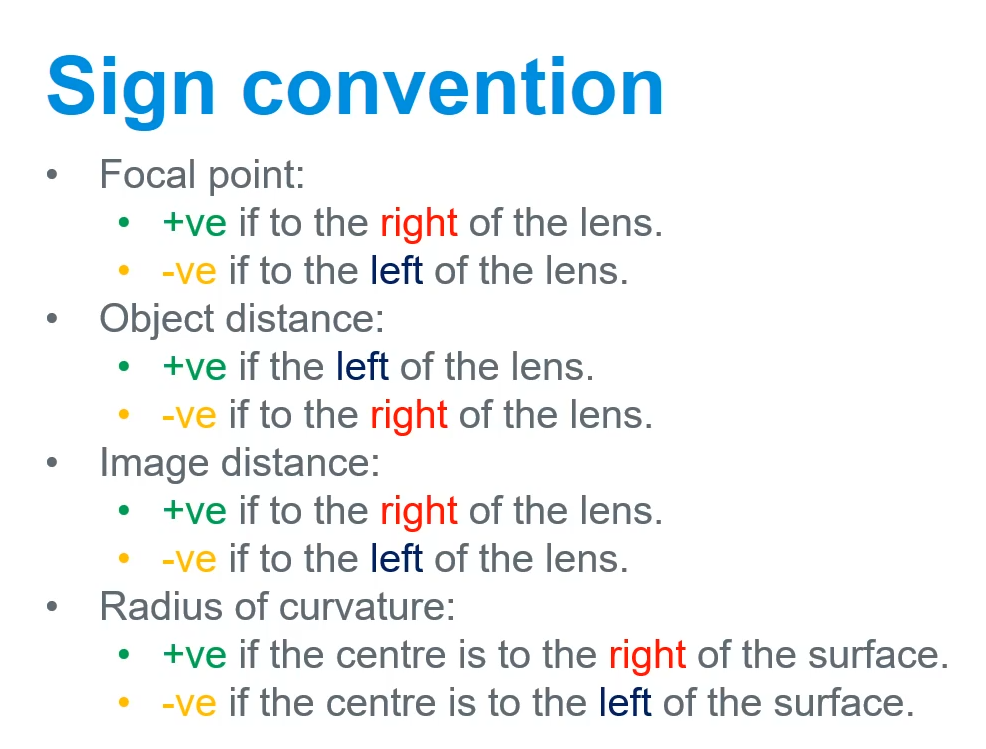 Sign convention
• Focal point:
• +ve if to the right of the lens.
• -ve if to the left of the lens.
• Object distance:
• +ve if the left of the lens.
• -ve if to the right of the lens.
• Image distance:
• +ve if to the right of the lens.
• -ve if to the left of the lens.
• Radius of curvature:
• +ve if the centre is to the right of the surface.
• -ve if the centre is to the left of the surface.